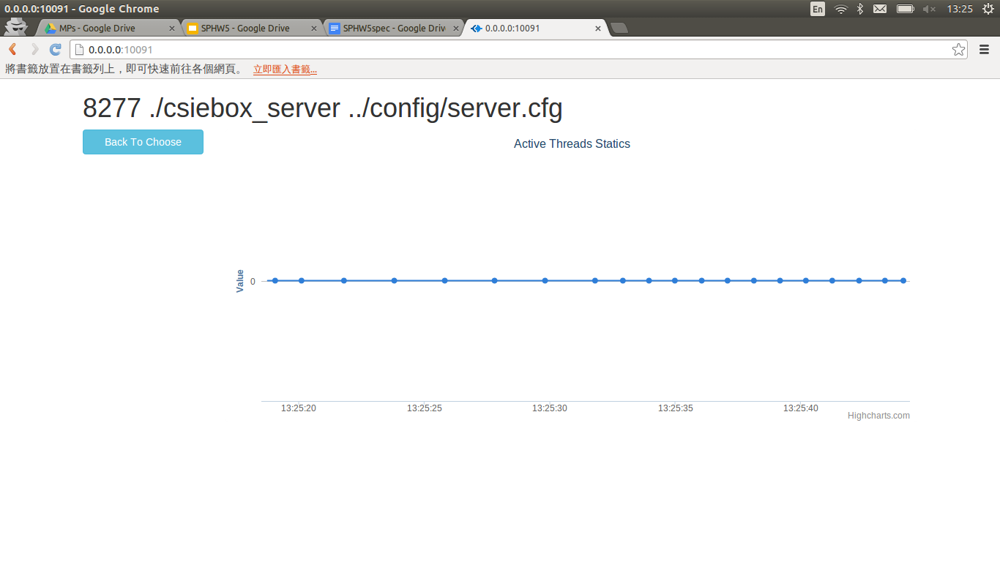 0.0.0.0:10091 - Google Chrome
En
13:25
MPs - Google Drive
SPHW5 - Google Drive
SPHW5spec - Google Driv
0.0.0.0:10091
0.0.0.0:10091
將書籤放置在書籤列上，即可快速前往各個網頁。 立即匯入書籤...
8277 ./csiebox_server ../config/server.cfg
Back To Choose
Active Threads Statics
Value
0
13:25:20
13:25:25
13:25:30
13:25:35
13:25:40
Highcharts.com